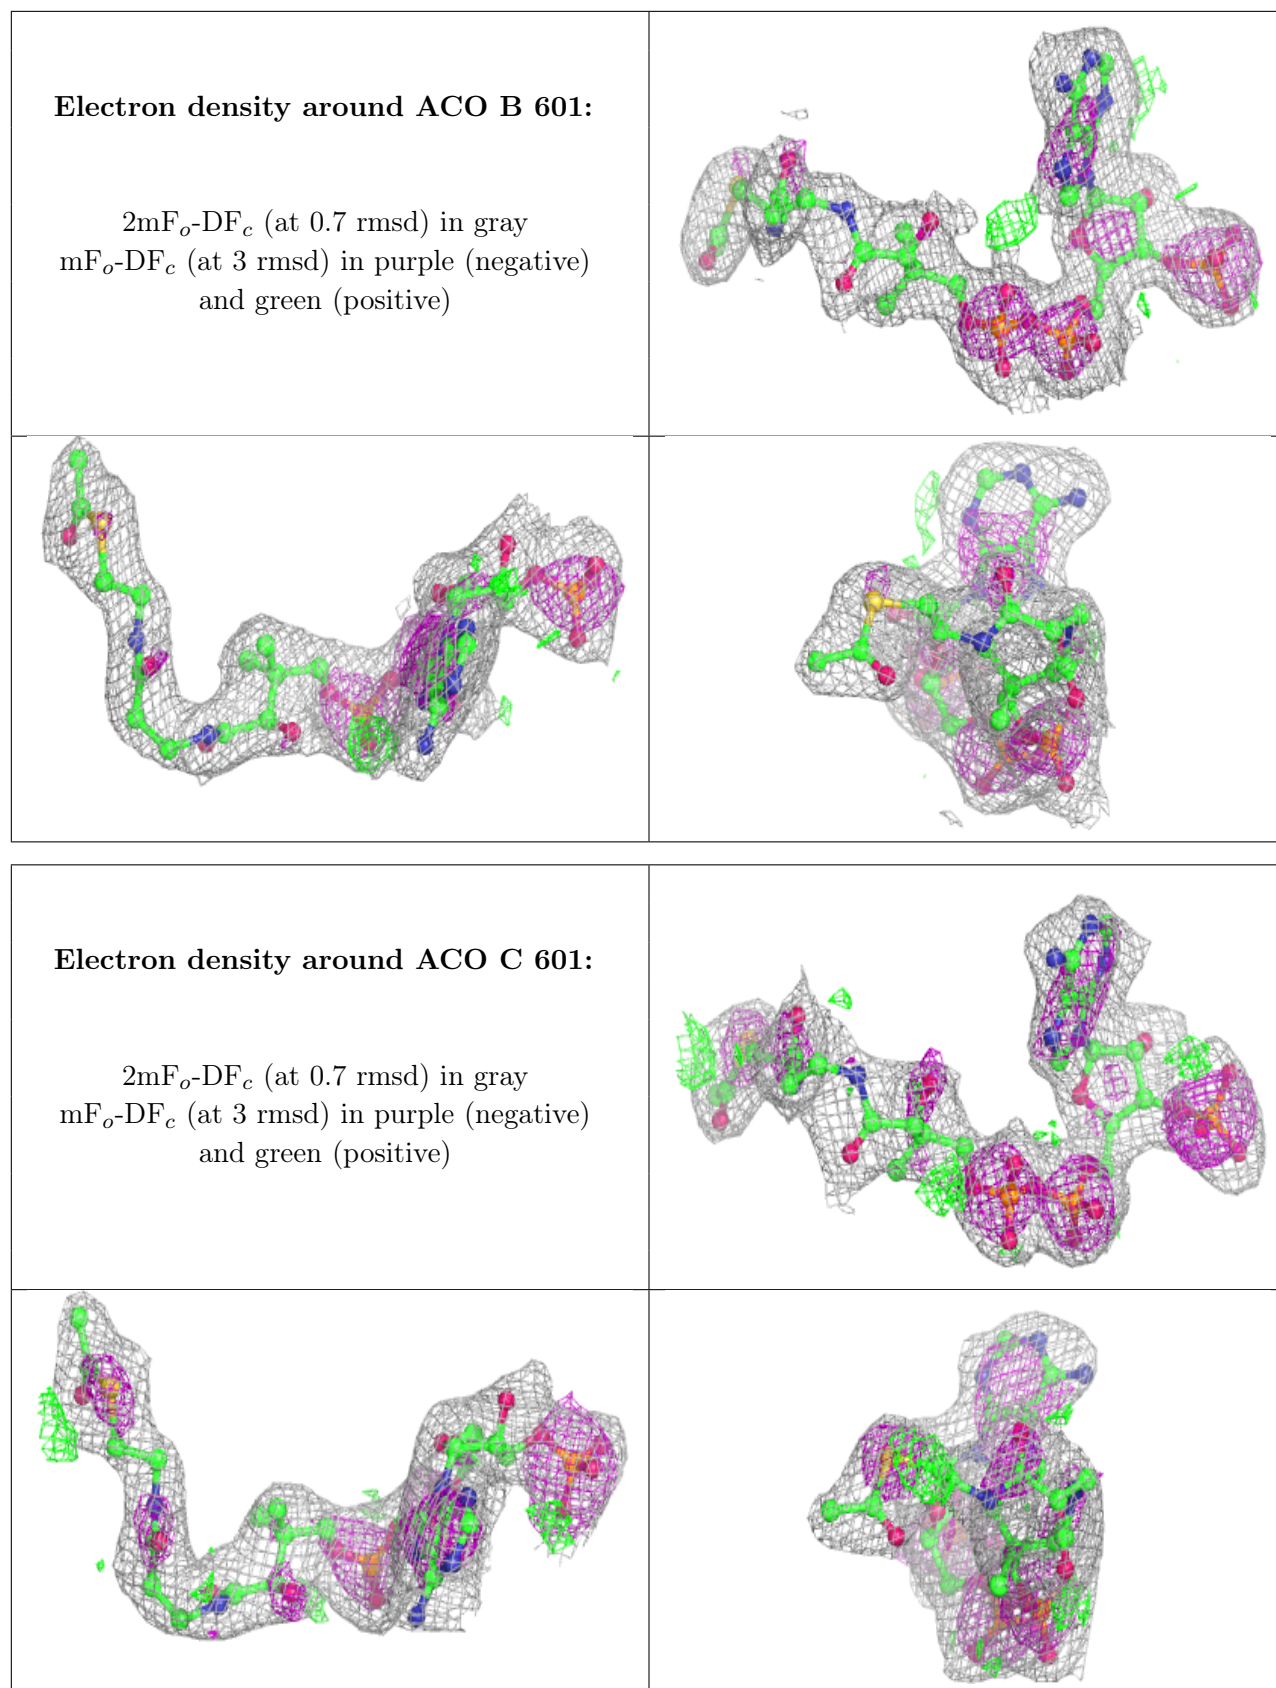 Electron density around ACO B 601:
2mFo-DFc (at 0.7 rmsd) in gray
mFo-DFc (at 3 rmsd) in purple (negative)
and green (positive)
Electron density around ACO C 601:
2mFo-DFc (at 0.7 rmsd) in gray
mFo-DFc (at 3 rmsd) in purple (negative)
and green (positive)